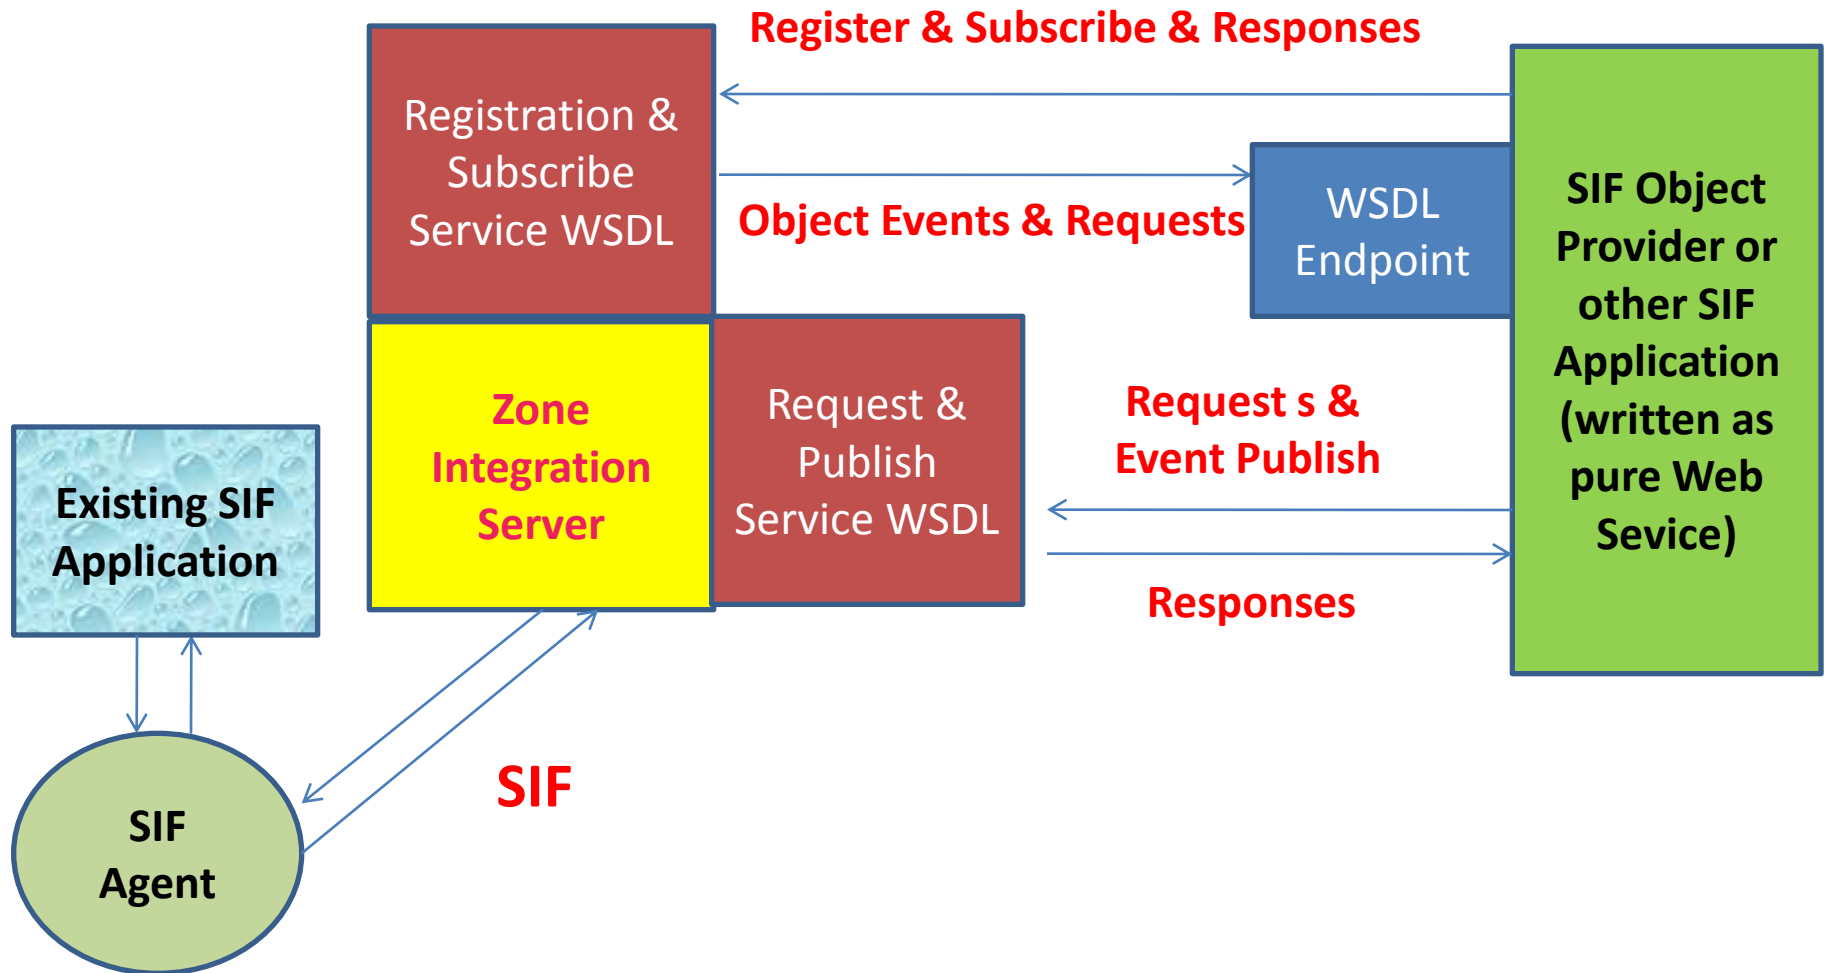 Register & Subscribe & Responses
Registration &
Subscribe
Service WSDL
Object Events & Requests
WSDL
Endpoint
SIF Object
Provider or
other SIF
Application
(written as
pure Web
Sevice)
Zone
Integration
Server
Request &
Publish
Service WSDL
Request s &
Event Publish
Responses
Existing SIF
Application
SIF
SIF
Agent